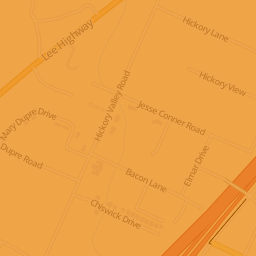 Hickory Lane
Lee Highway
Hickory View
Hickory Valley Road
Jesse Conner Road
Mary Dupre Drive
Dupre Road
Elmar Drive
Bacon Lane
Chiswick Drive